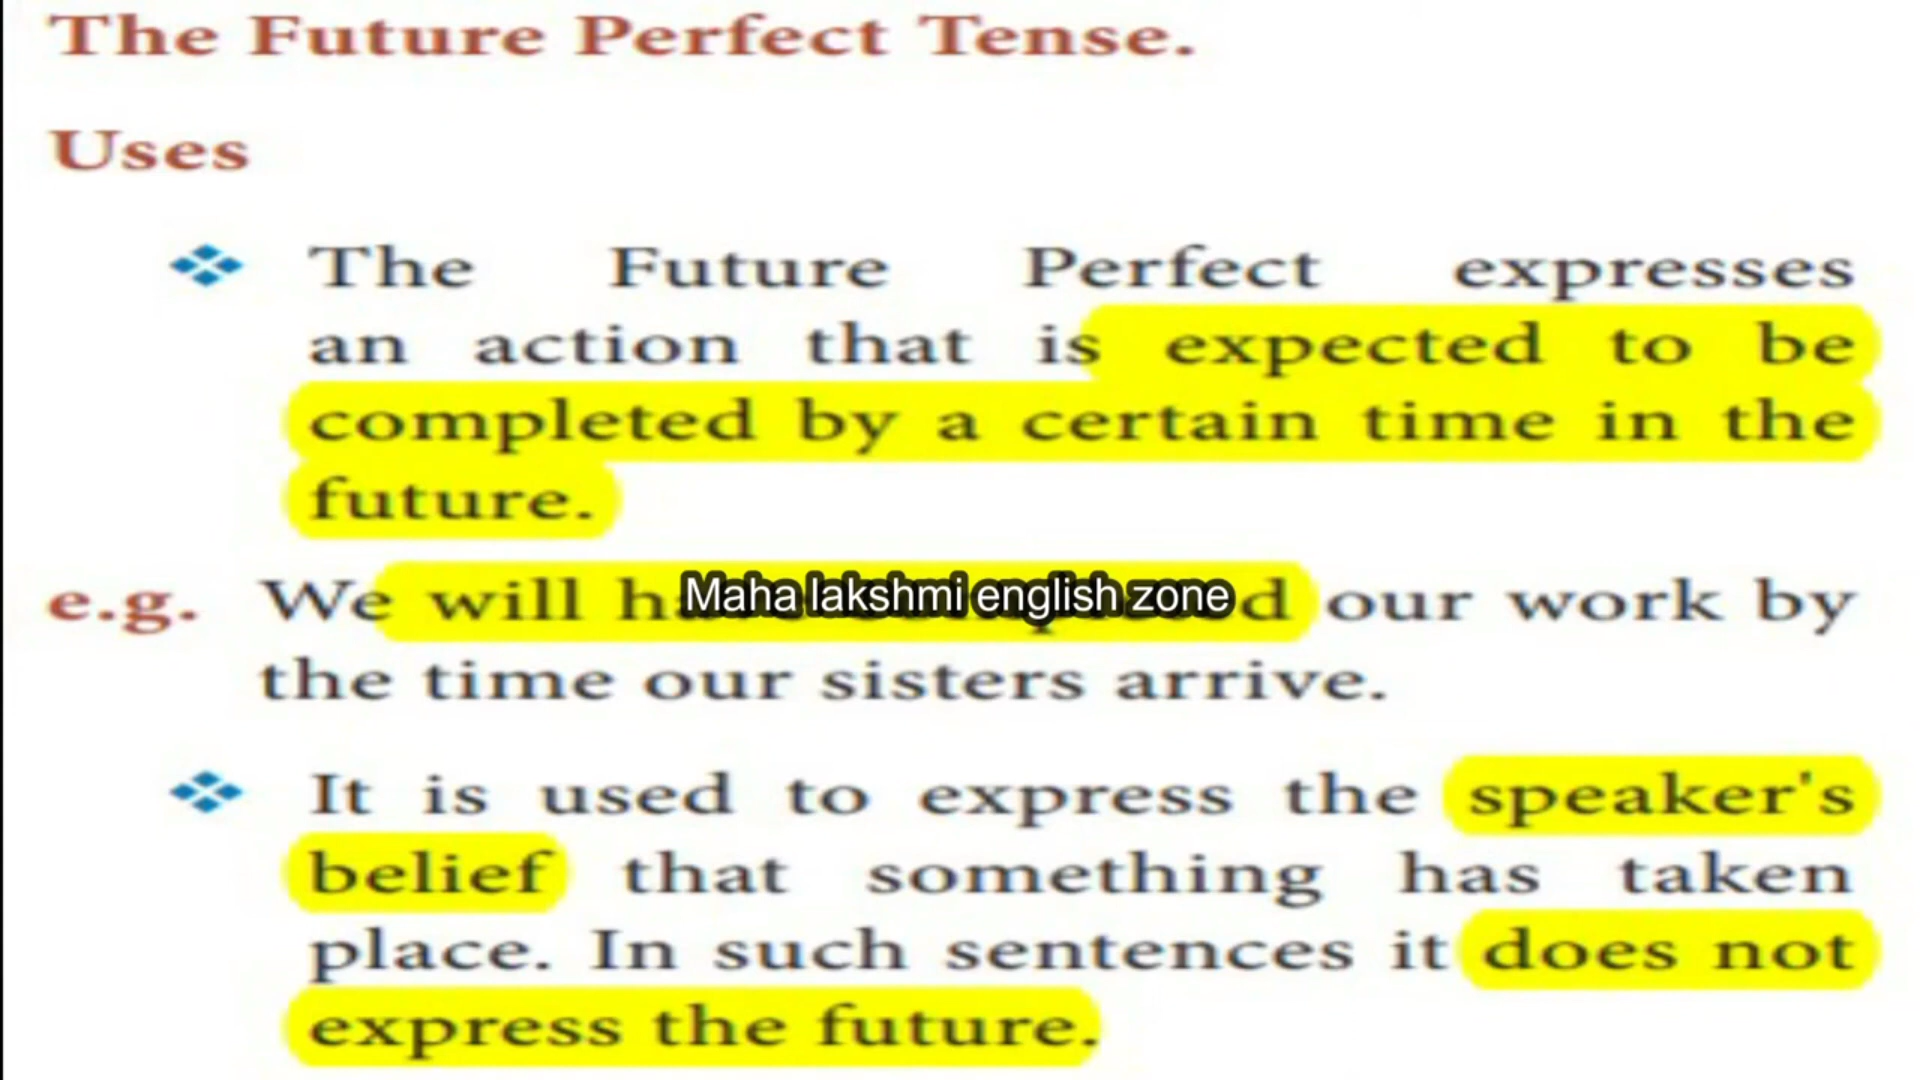 The Future Perfect Tense.
Uses
The Future Perfect expresses
an action that is expected to be
completed by a certain time in the
future.
e.g. We will our work by
Maha lakshmi english zone
the time our sisters arrive.
It is used to express the speaker's
belief that something has taken
place. In such sentences it does not
express the future.